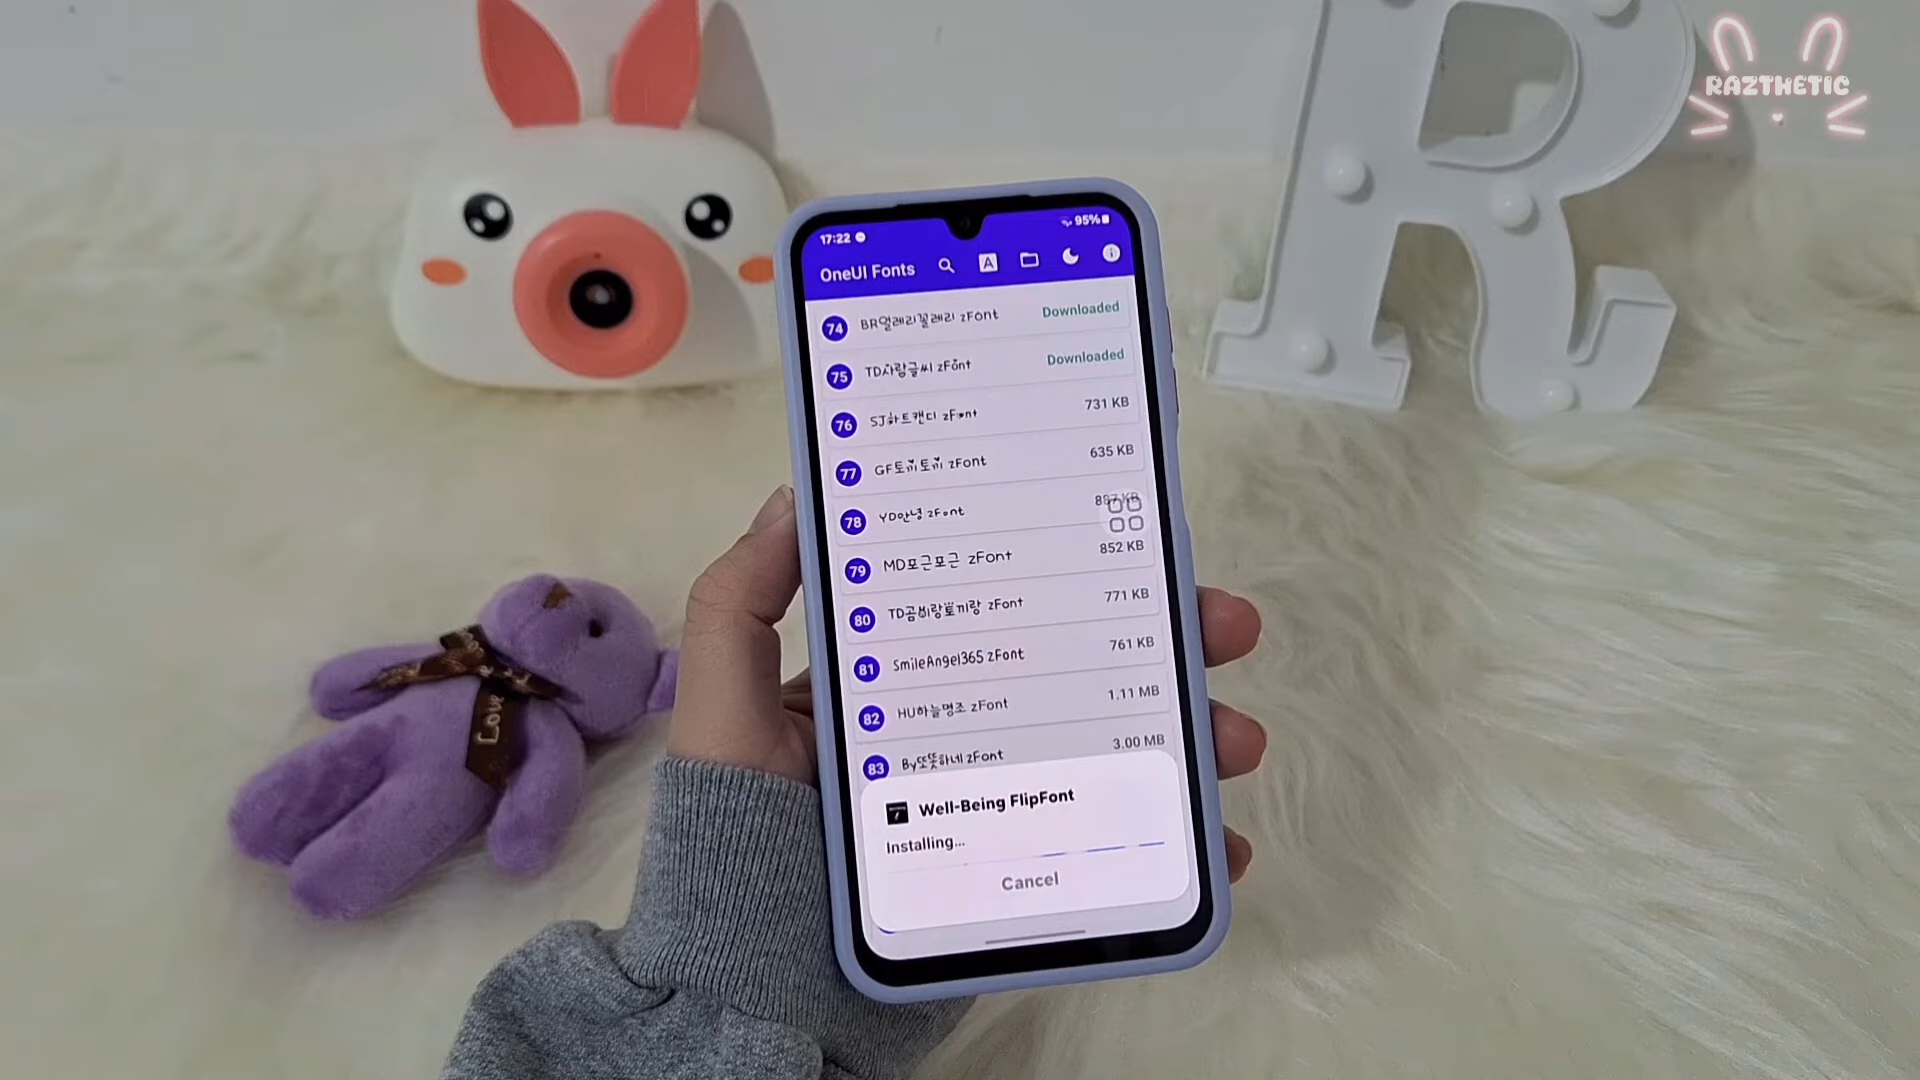 RAZTHETIC
17:22 95%
OneUI Fonts A
74 BR얼레리꼴레리 zFont Downloaded
75 TD사랑글씨 zFont Downloaded
76 SJ하트캔디 zFont 731 KB
77 GF토끼토끼 zFont 635 KB
78 YD안녕 zFont
79 MD포근포근 zFont 852 KB
80 TD곰비랑토끼랑 zFont 771 KB
81 SmileAngel365 zFont 761 KB
82 HU하늘명조 zFont 1.11 MB
83 By또똣하네 zFont 3.00 MB
Well-Being FlipFont
Installing...
Cancel
Love
R